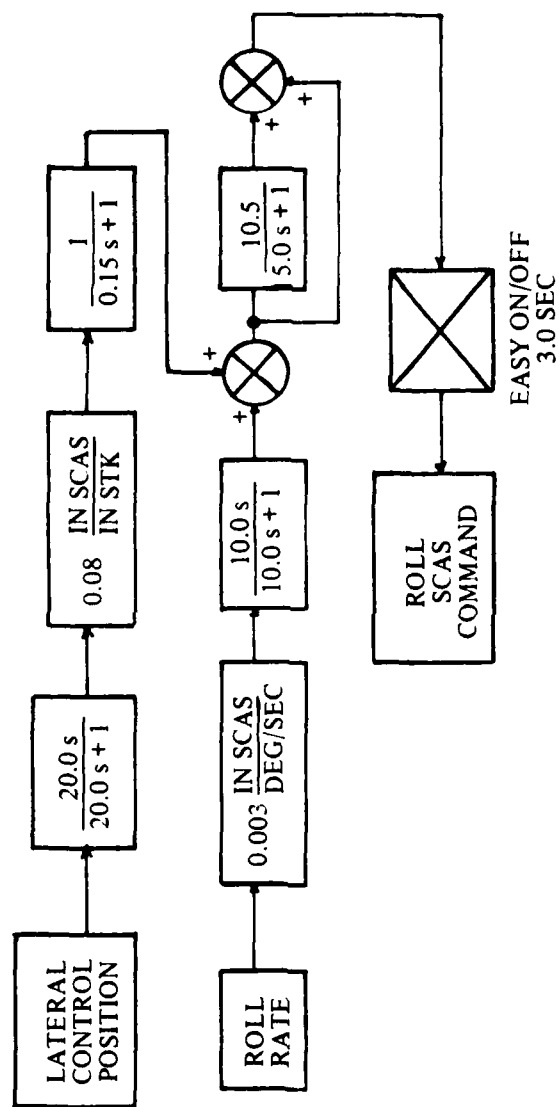 LATERAL
CONTROL
POSITION
20.0 s
20.0 s + 1
0.08 IN SCAS
IN STK
1
0.15 s + 1
ROLL
RATE
0.003 IN SCAS
DEG/SEC
10.0 s
10.0 s + 1
+
+
10.5
5.0 s + 1
+
+
EASY ON/OFF
3.0 SEC
ROLL
SCAS
COMMAND